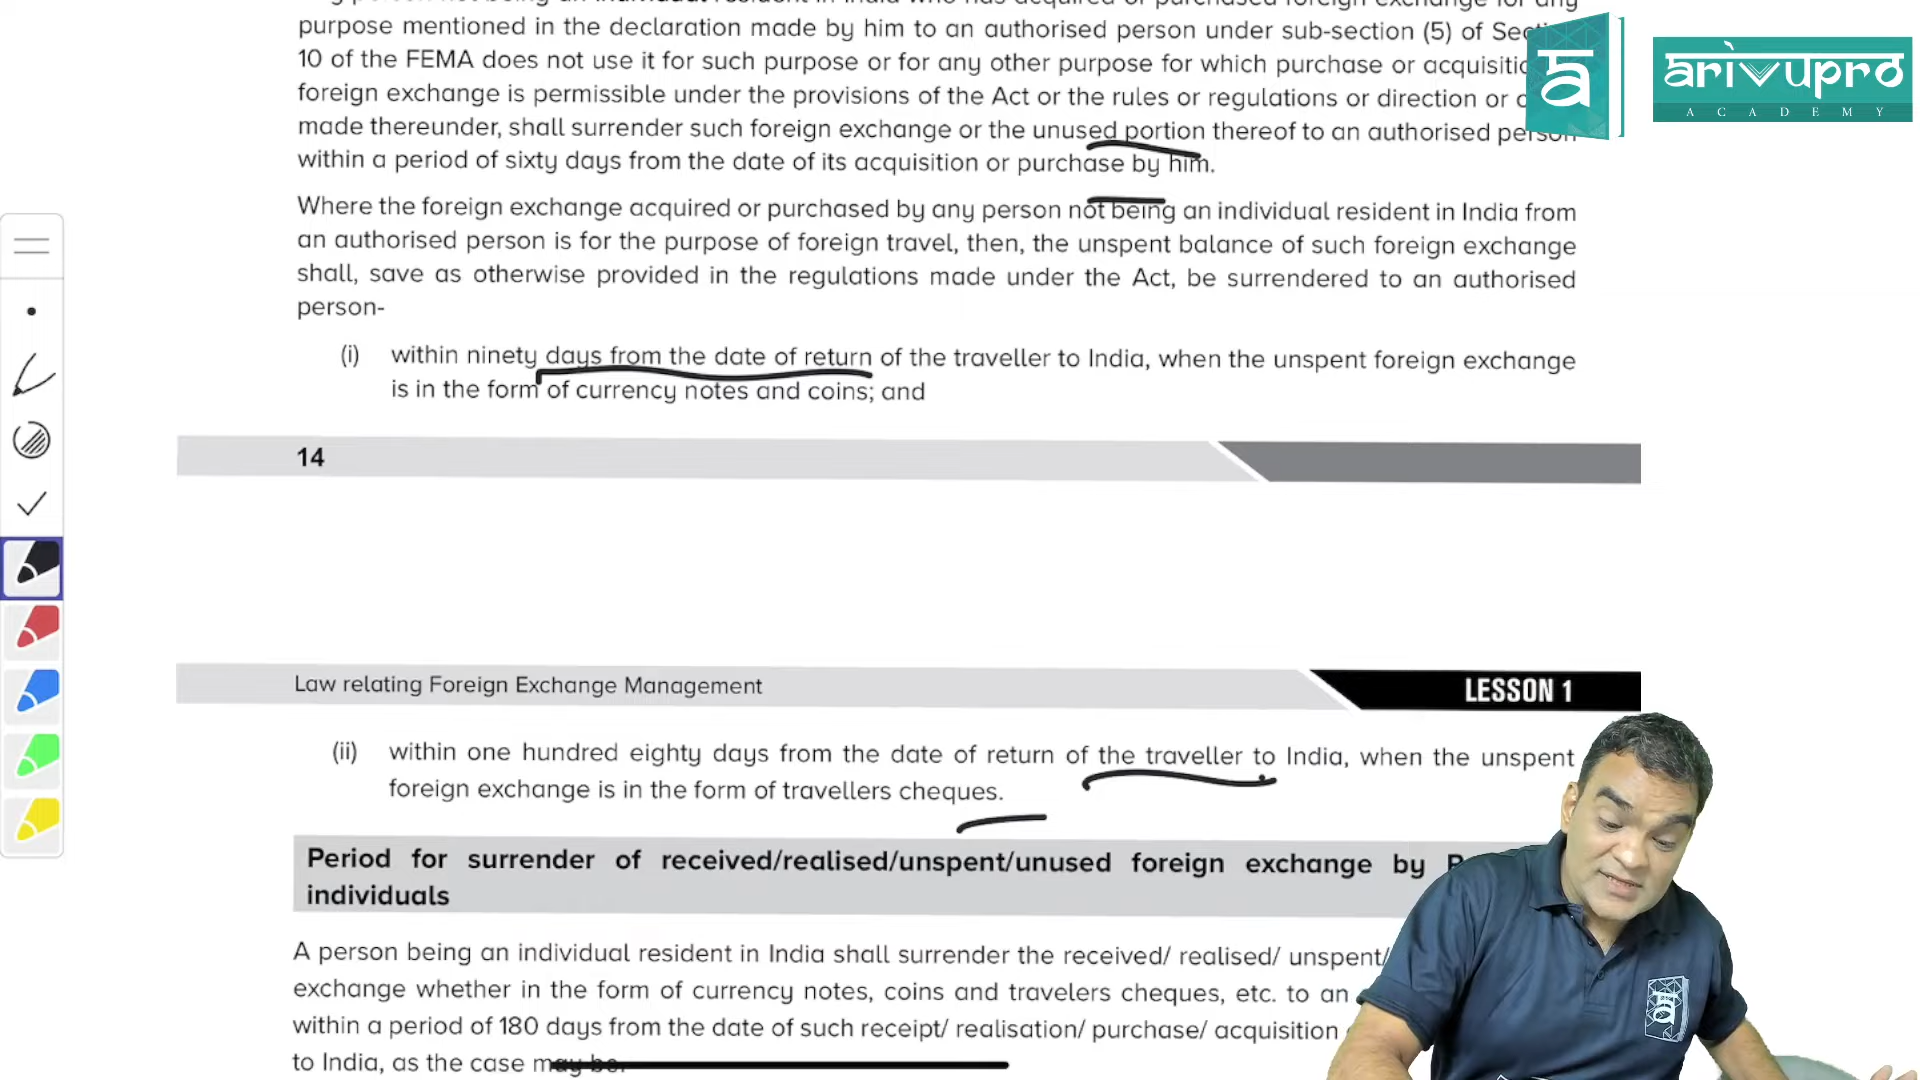 purpose mentioned in the declaration made by him to an authorised person under sub-section (5) of
10 of the FEMA does not use it for such purpose or for any other purpose for which purchase or
foreign exchange is permissible under the provisions of the Act or the rules or regulations or direction or
made thereunder, shall surrender such foreign exchange or the unused portion thereof to an authorised person
within a period of sixty days from the date of its acquisition or purchase by him.
arivupro
ACADEMY
Where the foreign exchange acquired or purchased by any person not being an individual resident in India from
an authorised person is for the purpose of foreign travel, then, the unspent balance of such foreign exchange
shall, save as otherwise provided in the regulations made under the Act, be surrendered to an authorised
person-
(i) within ninety days from the date of return of the traveller to India, when the unspent foreign exchange
is in the form of currency notes and coins; and
14
Law relating Foreign Exchange Management LESSON 1
(ii) within one hundred eighty days from the date of return of the traveller to India, when the unspent
foreign exchange is in the form of travellers cheques.
Period for surrender of received/realised/unspent/unused foreign exchange by
individuals
A person being an individual resident in India shall surrender the received/ realised/ unspent/
exchange whether in the form of currency notes, coins and travelers cheques, etc. to an
within a period of 180 days from the date of such receipt/ realisation/ purchase/ acquisition
to India, as the case may be.